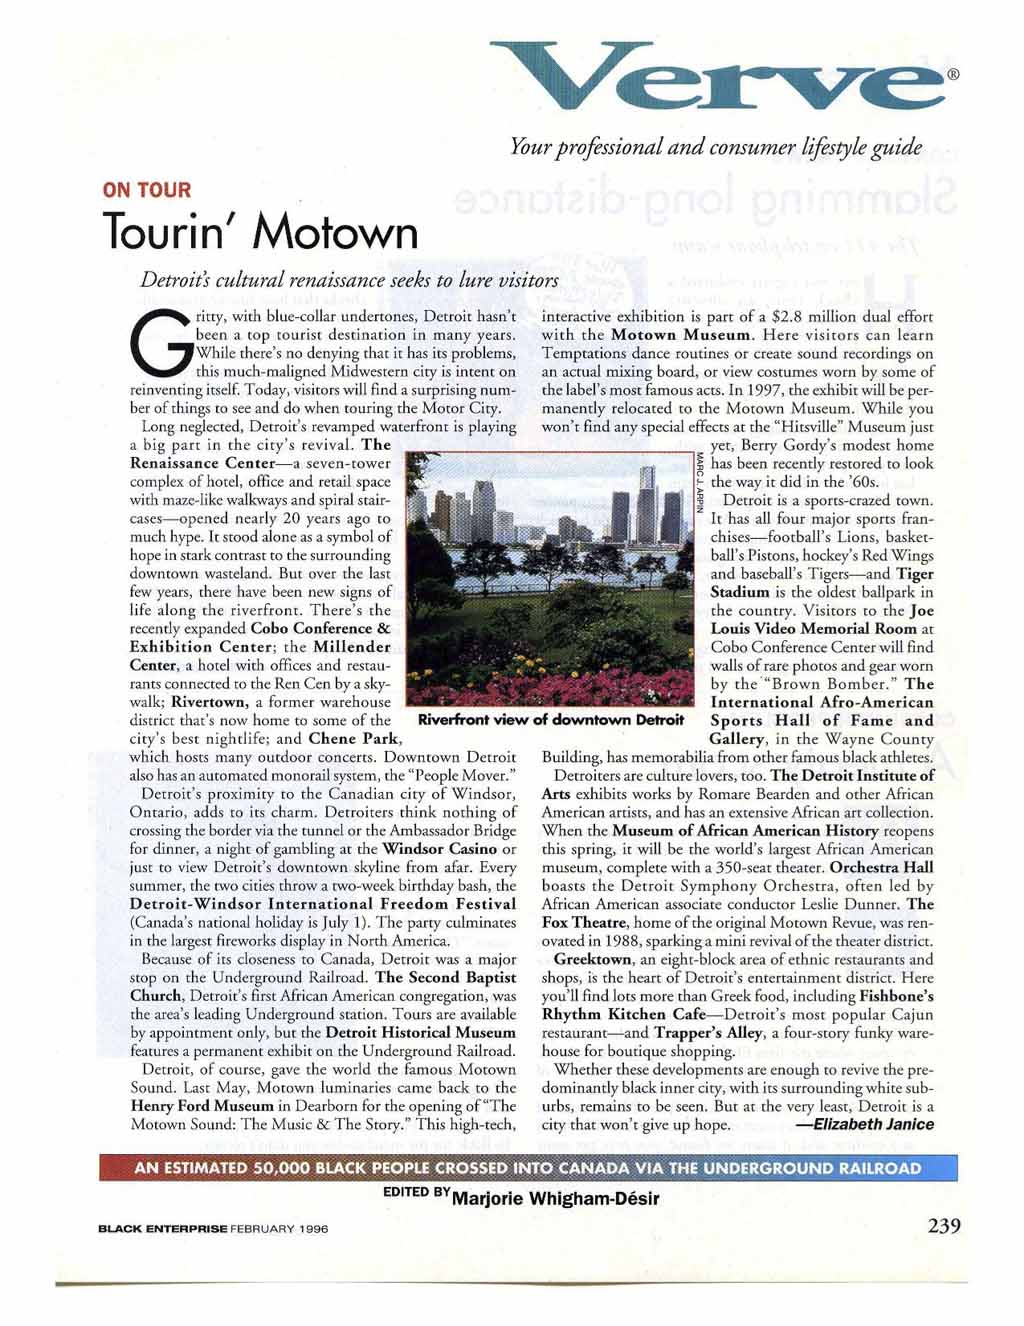 Verve®
Your professional and consumer lifestyle guide
ON TOUR
Tourin' Motown
Detroit's cultural renaissance seeks to lure visitors
Gritty, with blue-collar undertones, Detroit hasn't
been a top tourist destination in many years.
While there's no denying that it has its problems,
this much-maligned Midwestern city is intent on
reinventing itself. Today, visitors will find a surprising num-
ber of things to see and do when touring the Motor City.
Long neglected, Detroit's revamped waterfront is playing
a big part in the city's revival. The
Renaissance Center—a seven-tower
complex of hotel, office and retail space
with maze-like walkways and spiral stair-
cases—opened nearly 20 years ago to
much hype. It stood alone as a symbol of
hope in stark contrast to the surrounding
downtown wasteland. But over the last
few years, there have been new signs of
life along the riverfront. There's the
recently expanded Cobo Conference &
Exhibition Center; the Millender
Center, a hotel with offices and restau-
rants connected to the Ren Cen by a sky-
walk; Rivertown, a former warehouse
district that's now home to some of the
city's best nightlife; and Chene Park,
which hosts many outdoor concerts. Downtown Detroit
also has an automated monorail system, the "People Mover."
Detroit's proximity to the Canadian city of Windsor,
Ontario, adds to its charm. Detroiters think nothing of
crossing the border via the tunnel or the Ambassador Bridge
for dinner, a night of gambling at the Windsor Casino or
just to view Detroit's downtown skyline from afar. Every
summer, the two cities throw a two-week birthday bash, the
Detroit-Windsor International Freedom Festival
(Canada's national holiday is July 1). The party culminates
in the largest fireworks display in North America.
Because of its closeness to Canada, Detroit was a major
stop on the Underground Railroad. The Second Baptist
Church, Detroit's first African American congregation, was
the area's leading Underground station. Tours are available
by appointment only, but the Detroit Historical Museum
features a permanent exhibit on the Underground Railroad.
Detroit, of course, gave the world the famous Motown
Sound. Last May, Motown luminaries came back to the
Henry Ford Museum in Dearborn for the opening of "The
Motown Sound: The Music & The Story." This high-tech,
interactive exhibition is part of a $2.8 million dual effort
with the Motown Museum. Here visitors can learn
Temptations dance routines or create sound recordings on
an actual mixing board, or view costumes worn by some of
the label's most famous acts. In 1997, the exhibit will be per-
manently relocated to the Motown Museum. While you
won't find any special effects at the "Hitsville" Museum just
yet, Berry Gordy's modest home
has been recently restored to look
the way it did in the '60s.
Detroit is a sports-crazed town.
It has all four major sports fran-
chises—football's Lions, basket-
ball's Pistons, hockey's Red Wings
and baseball's Tigers—and Tiger
Stadium is the oldest ballpark in
the country. Visitors to the Joe
Louis Video Memorial Room at
Cobo Conference Center will find
walls of rare photos and gear worn
by the "Brown Bomber." The
International Afro-American
Sports Hall of Fame and
Gallery, in the Wayne County
Building, has memorabilia from other famous black athletes.
Detroiters are culture lovers, too. The Detroit Institute of
Arts exhibits works by Romare Bearden and other African
American artists, and has an extensive African art collection.
When the Museum of African American History reopens
this spring, it will be the world's largest African American
museum, complete with a 350-seat theater. Orchestra Hall
boasts the Detroit Symphony Orchestra, often led by
African American associate conductor Leslie Dunner. The
Fox Theatre, home of the original Motown Revue, was ren-
ovated in 1988, sparking a mini revival of the theater district.
Greektown, an eight-block area of ethnic restaurants and
shops, is the heart of Detroit's entertainment district. Here
you'll find lots more than Greek food, including Fishbone's
Rhythm Kitchen Cafe—Detroit's most popular Cajun
restaurant—and Trapper's Alley, a four-story funky ware-
house for boutique shopping.
Whether these developments are enough to revive the pre-
dominantly black inner city, with its surrounding white sub-
urbs, remains to be seen. But at the very least, Detroit is a
city that won't give up hope. —Elizabeth Janice
MARC J. ARPIN
Riverfront view of downtown Detroit
AN ESTIMATED 50,000 BLACK PEOPLE CROSSED INTO CANADA VIA THE UNDERGROUND RAILROAD
EDITED BY Marjorie Whigham-Désir
BLACK ENTERPRISE FEBRUARY 1996
239